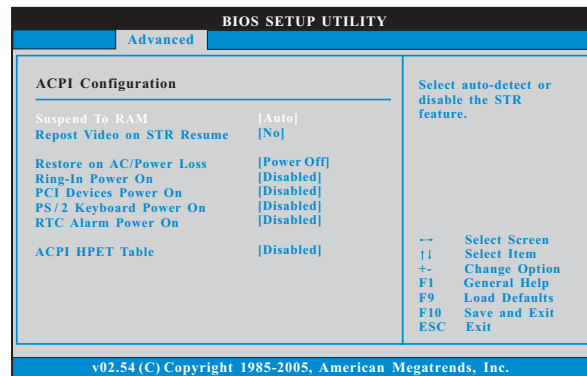 BIOS SETUP UTILITY
Advanced
ACPI Configuration
Suspend To RAM [Auto]
Repost Video on STR Resume [No]
Restore on AC/Power Loss [Power Off]
Ring-In Power On [Disabled]
PCI Devices Power On [Disabled]
PS/2 Keyboard Power On [Disabled]
RTC Alarm Power On [Disabled]
ACPI HPET Table [Disabled]
Select auto-detect or
disable the STR
feature.
←→ Select Screen
↑↓ Select Item
+- Change Option
F1 General Help
F9 Load Defaults
F10 Save and Exit
ESC Exit
v02.54 (C) Copyright 1985-2005, American Megatrends, Inc.